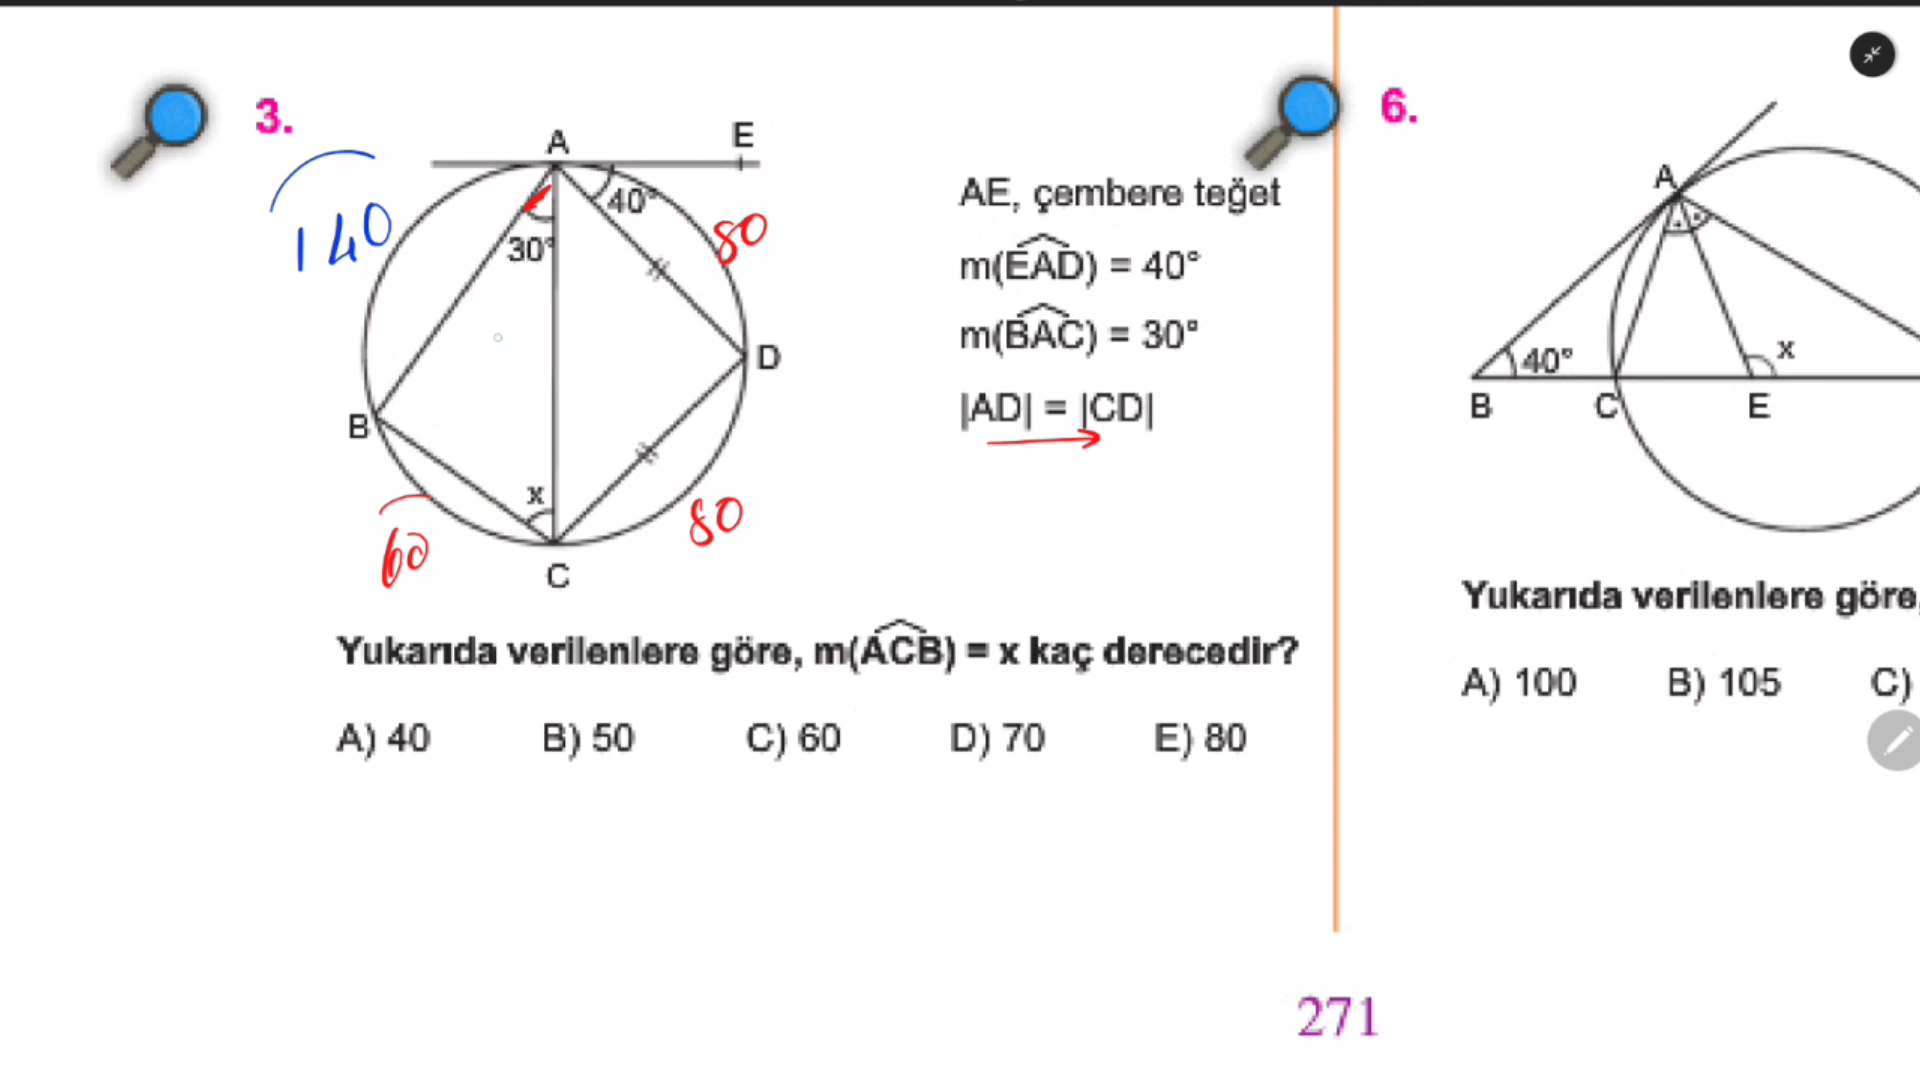 3.
A
E
140
40°
80
30°
D
B
x
60
80
C
AE, çembere teğet
m(EAD) = 40°
m(BAC) = 30°
|AD| = |CD|
Yukarıda verilenlere göre, m(ACB) = x kaç derecedir?
A) 40 B) 50 C) 60 D) 70 E) 80
6.
A
40°
x
B
C
E
Yukarıda verilenlere göre,
A) 100 B) 105 C)
271